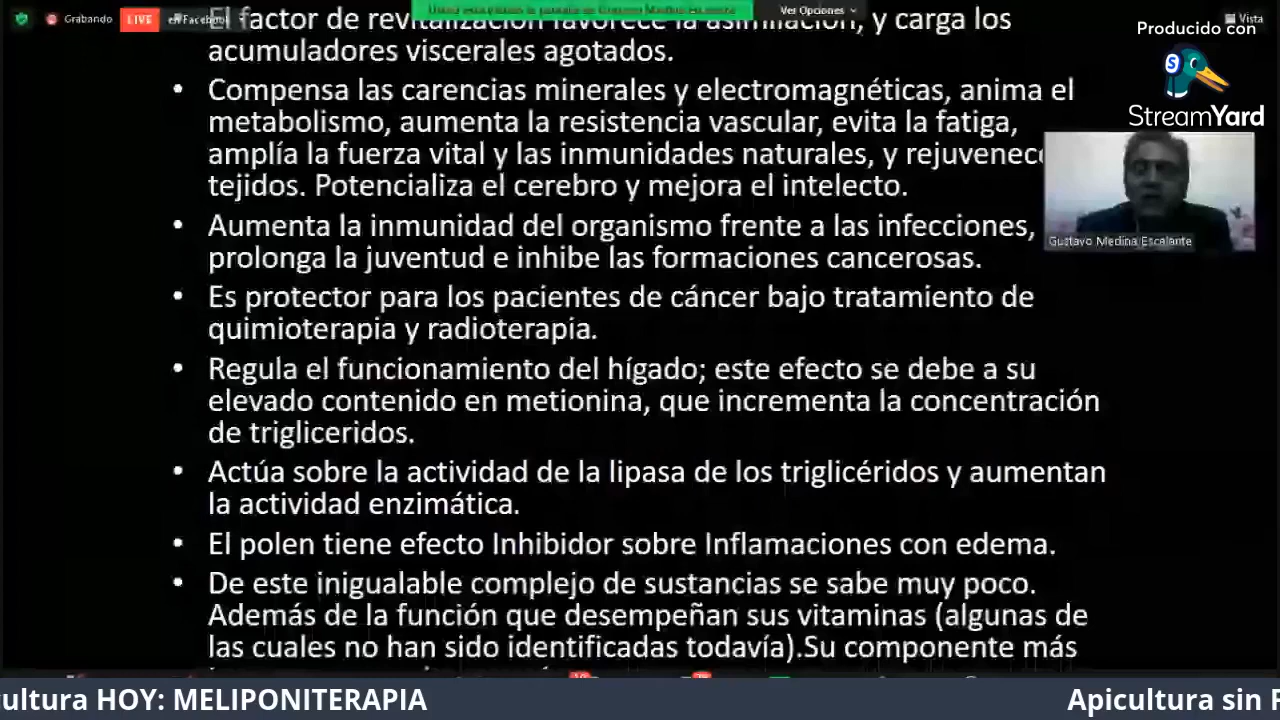 Grabando
LIVE
en Facebook
Ver Opciones
Vista
Producido con
StreamYard
El factor de revitalización favorece la asimilación, y carga los
acumuladores viscerales agotados.
• Compensa las carencias minerales y electromagnéticas, anima el
metabolismo, aumenta la resistencia vascular, evita la fatiga,
amplía la fuerza vital y las inmunidades naturales, y
tejidos. Potencializa el cerebro y mejora el intelecto.
Gustavo Medina Escalante
• Aumenta la inmunidad del organismo frente a las infecciones,
prolonga la juventud e inhibe las formaciones cancerosas.
• Es protector para los pacientes de cáncer bajo tratamiento de
quimioterapia y radioterapia.
• Regula el funcionamiento del hígado; este efecto se debe a su
elevado contenido en metionina, que incrementa la concentración
de trigliceridos.
• Actúa sobre la actividad de la lipasa de los triglicéridos y aumentan
la actividad enzimática.
• El polen tiene efecto Inhibidor sobre Inflamaciones con edema.
• De este inigualable complejo de sustancias se sabe muy poco.
Además de la función que desempeñan sus vitaminas (algunas de
las cuales no han sido identificadas todavía).Su componente más
cultura HOY: MELIPONITERAPIA
Apicultura sin